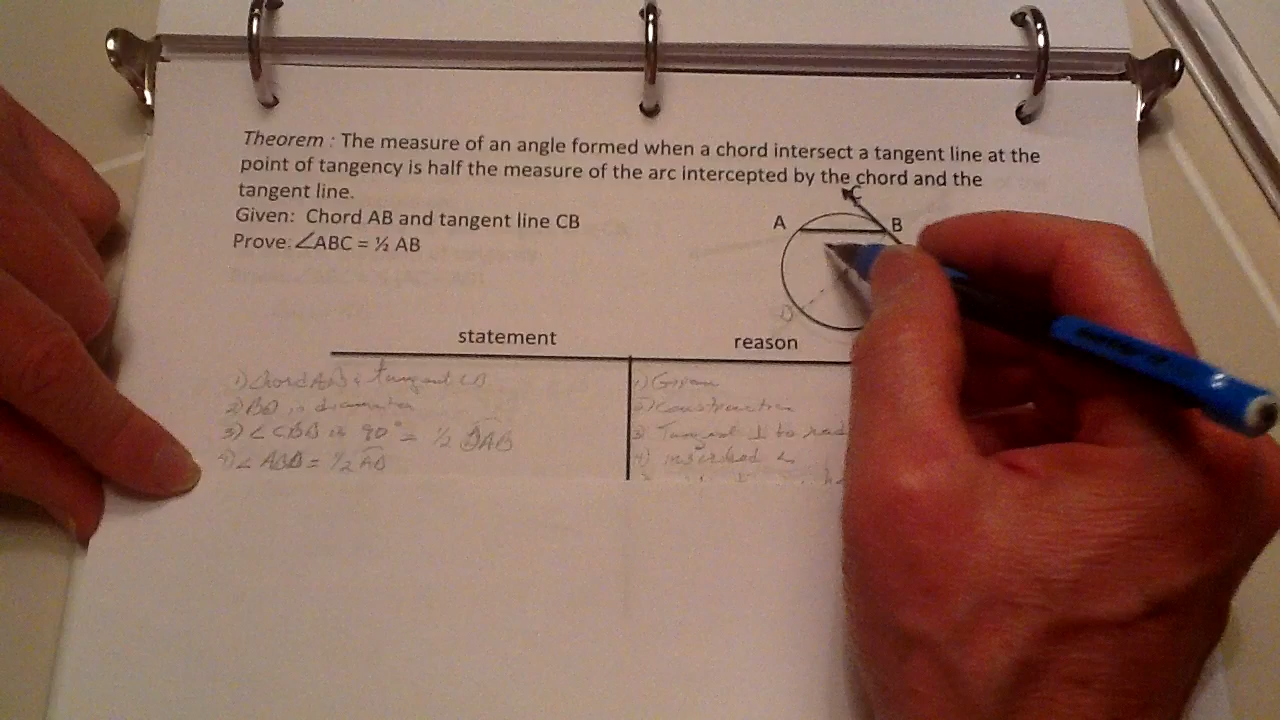 Theorem : The measure of an angle formed when a chord intersect a tangent line at the
point of tangency is half the measure of the arc intercepted by the chord and the
tangent line.
Given: Chord AB and tangent line CB
Prove: ∠ABC = ½ AB
C
A B
D
statement reason
1) Chord AB & tangent CB 1) Given
2) BD is diameter 2) Construction
3) ∠CBD is 90° = ½ DAB 3) Tangent ⊥ to rad
4) ∠ABD = ½ AD 4) inscribed ∠